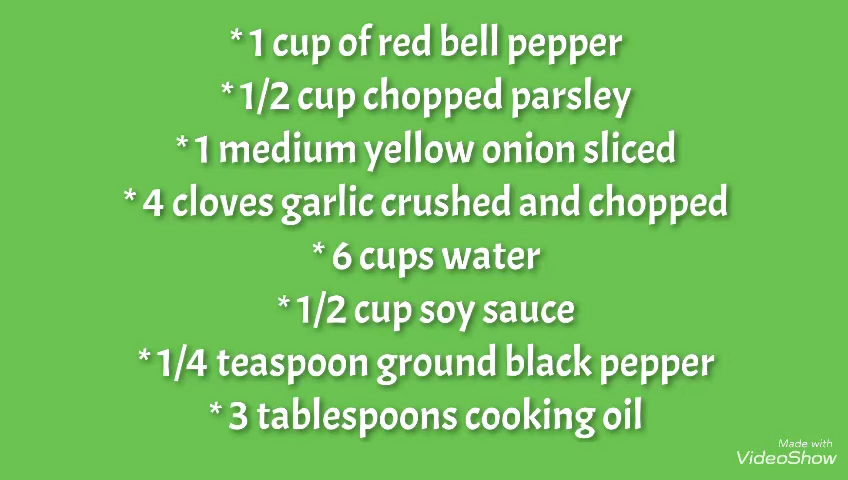 * 1 cup of red bell pepper
* 1/2 cup chopped parsley
* 1 medium yellow onion sliced
* 4 cloves garlic crushed and chopped
* 6 cups water
* 1/2 cup soy sauce
* 1/4 teaspoon ground black pepper
* 3 tablespoons cooking oil
Made with
VideoShow